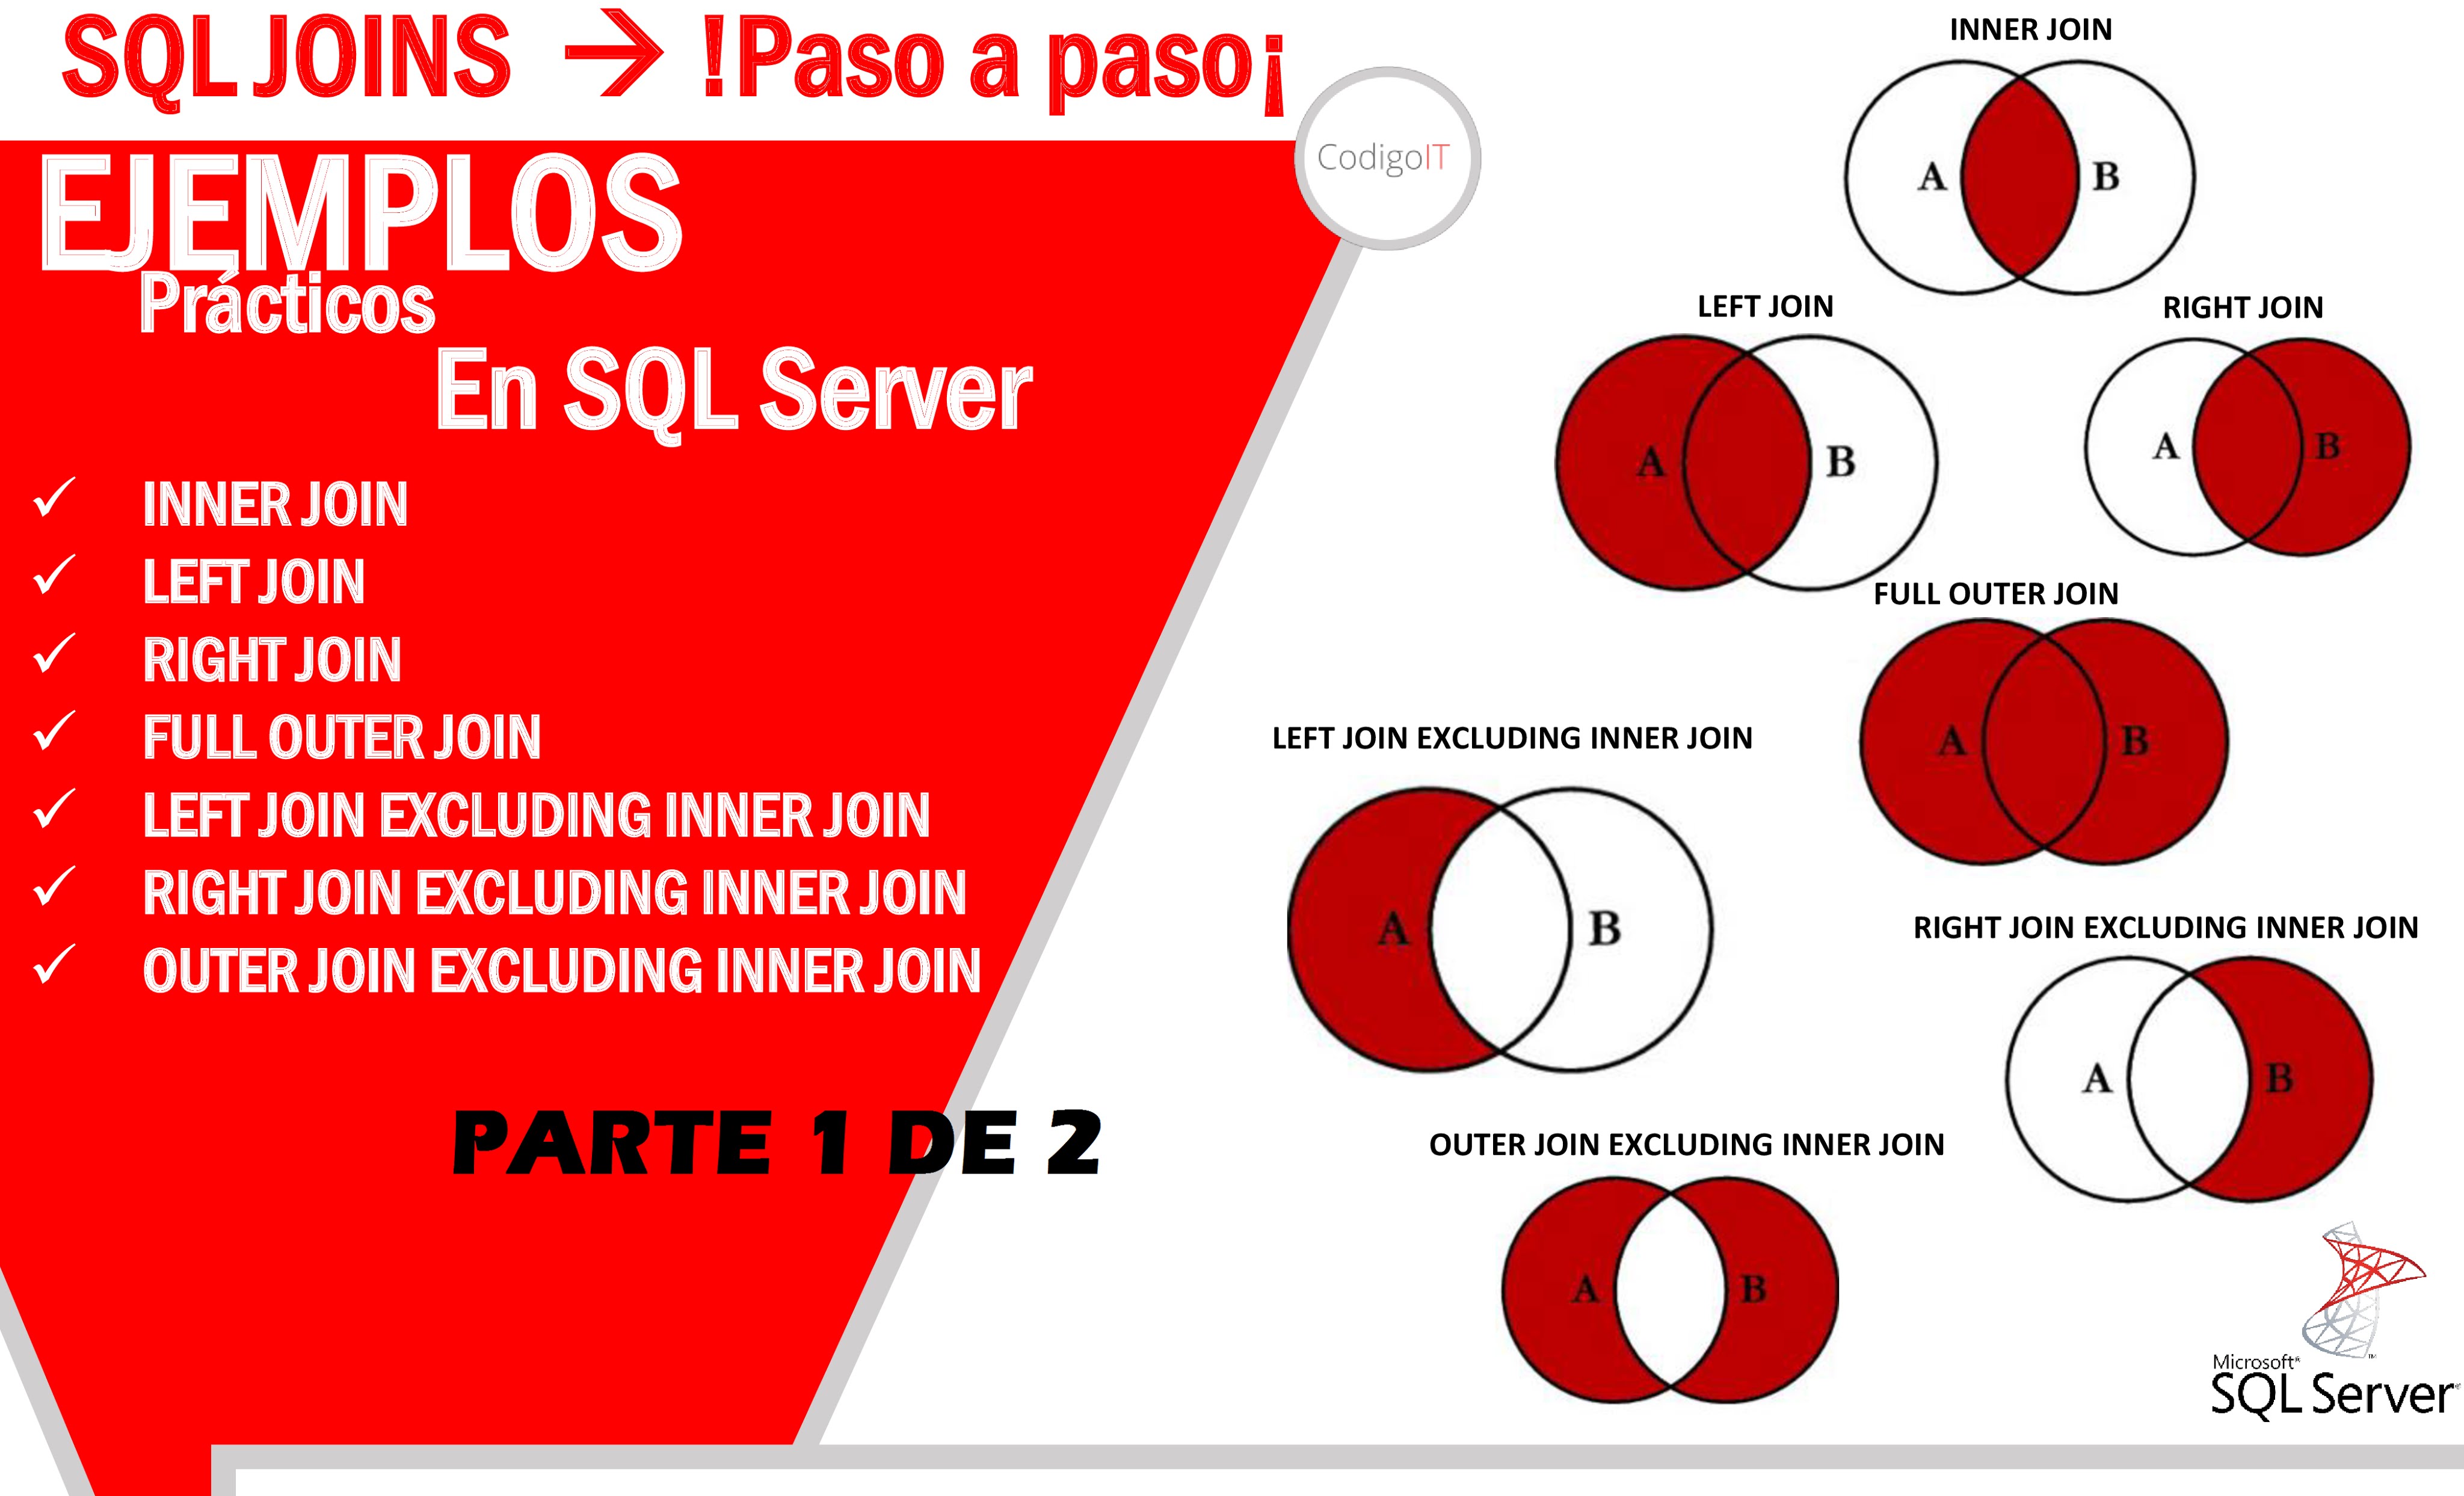 SQL JOINS → !Paso a paso¡
CodigoIT
EJEMPLOS
Prácticos
En SQL Server
✓ INNER JOIN
✓ LEFT JOIN
✓ RIGHT JOIN
✓ FULL OUTER JOIN
✓ LEFT JOIN EXCLUDING INNER JOIN
✓ RIGHT JOIN EXCLUDING INNER JOIN
✓ OUTER JOIN EXCLUDING INNER JOIN
PARTE 1 DE 2
INNER JOIN
A B
LEFT JOIN
A B
RIGHT JOIN
A B
FULL OUTER JOIN
A B
LEFT JOIN EXCLUDING INNER JOIN
A B
RIGHT JOIN EXCLUDING INNER JOIN
A B
OUTER JOIN EXCLUDING INNER JOIN
A B
Microsoft®
SQL Server